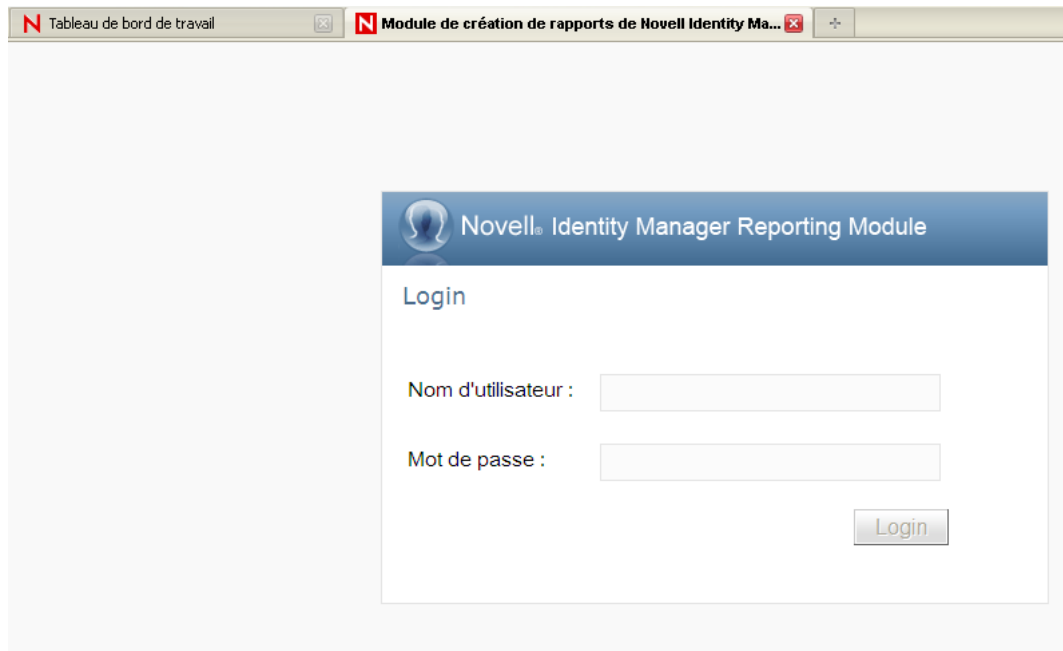 Tableau de bord de travail
Module de création de rapports de Novell Identity Ma...
Novell® Identity Manager Reporting Module
Login
Nom d'utilisateur :
Mot de passe :
Login